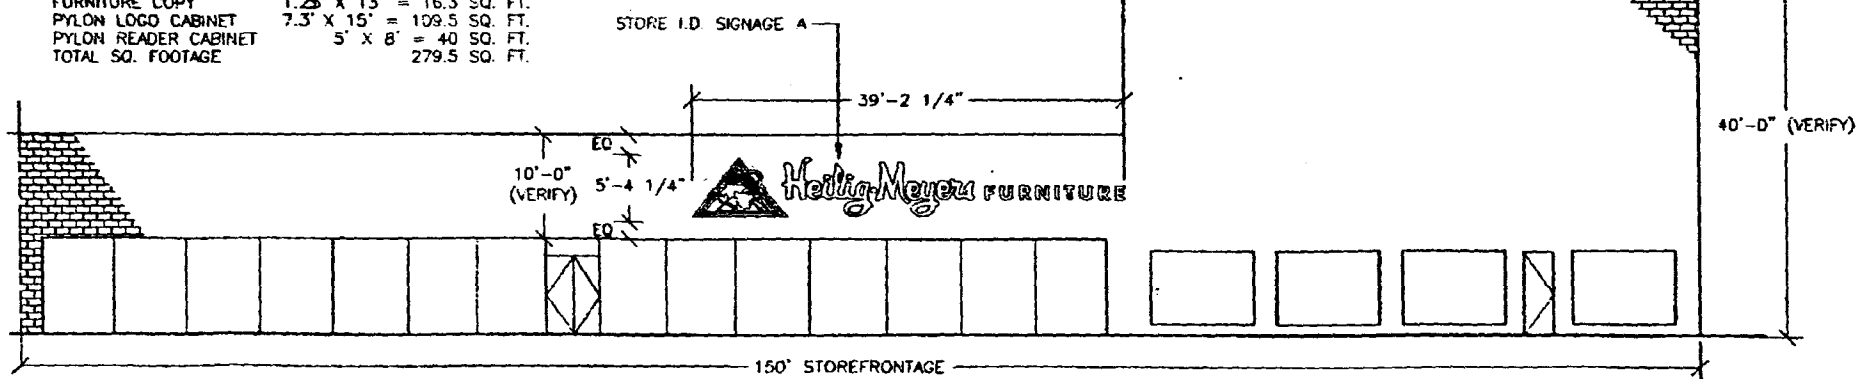 FURNITURE COPY 1.25' X 13' = 16.3 SQ. FT.
PYLON LOGO CABINET 7.3' X 15' = 109.5 SQ. FT.
PYLON READER CABINET 5' X 8' = 40 SQ. FT.
TOTAL SQ. FOOTAGE 279.5 SQ. FT.
STORE I.D. SIGNAGE A
39'-2 1/4"
40'-0" (VERIFY)
EQ
10'-0"
(VERIFY)
5'-4 1/4"
Heilig-Meyers FURNITURE
EQ
150' STOREFRONTAGE